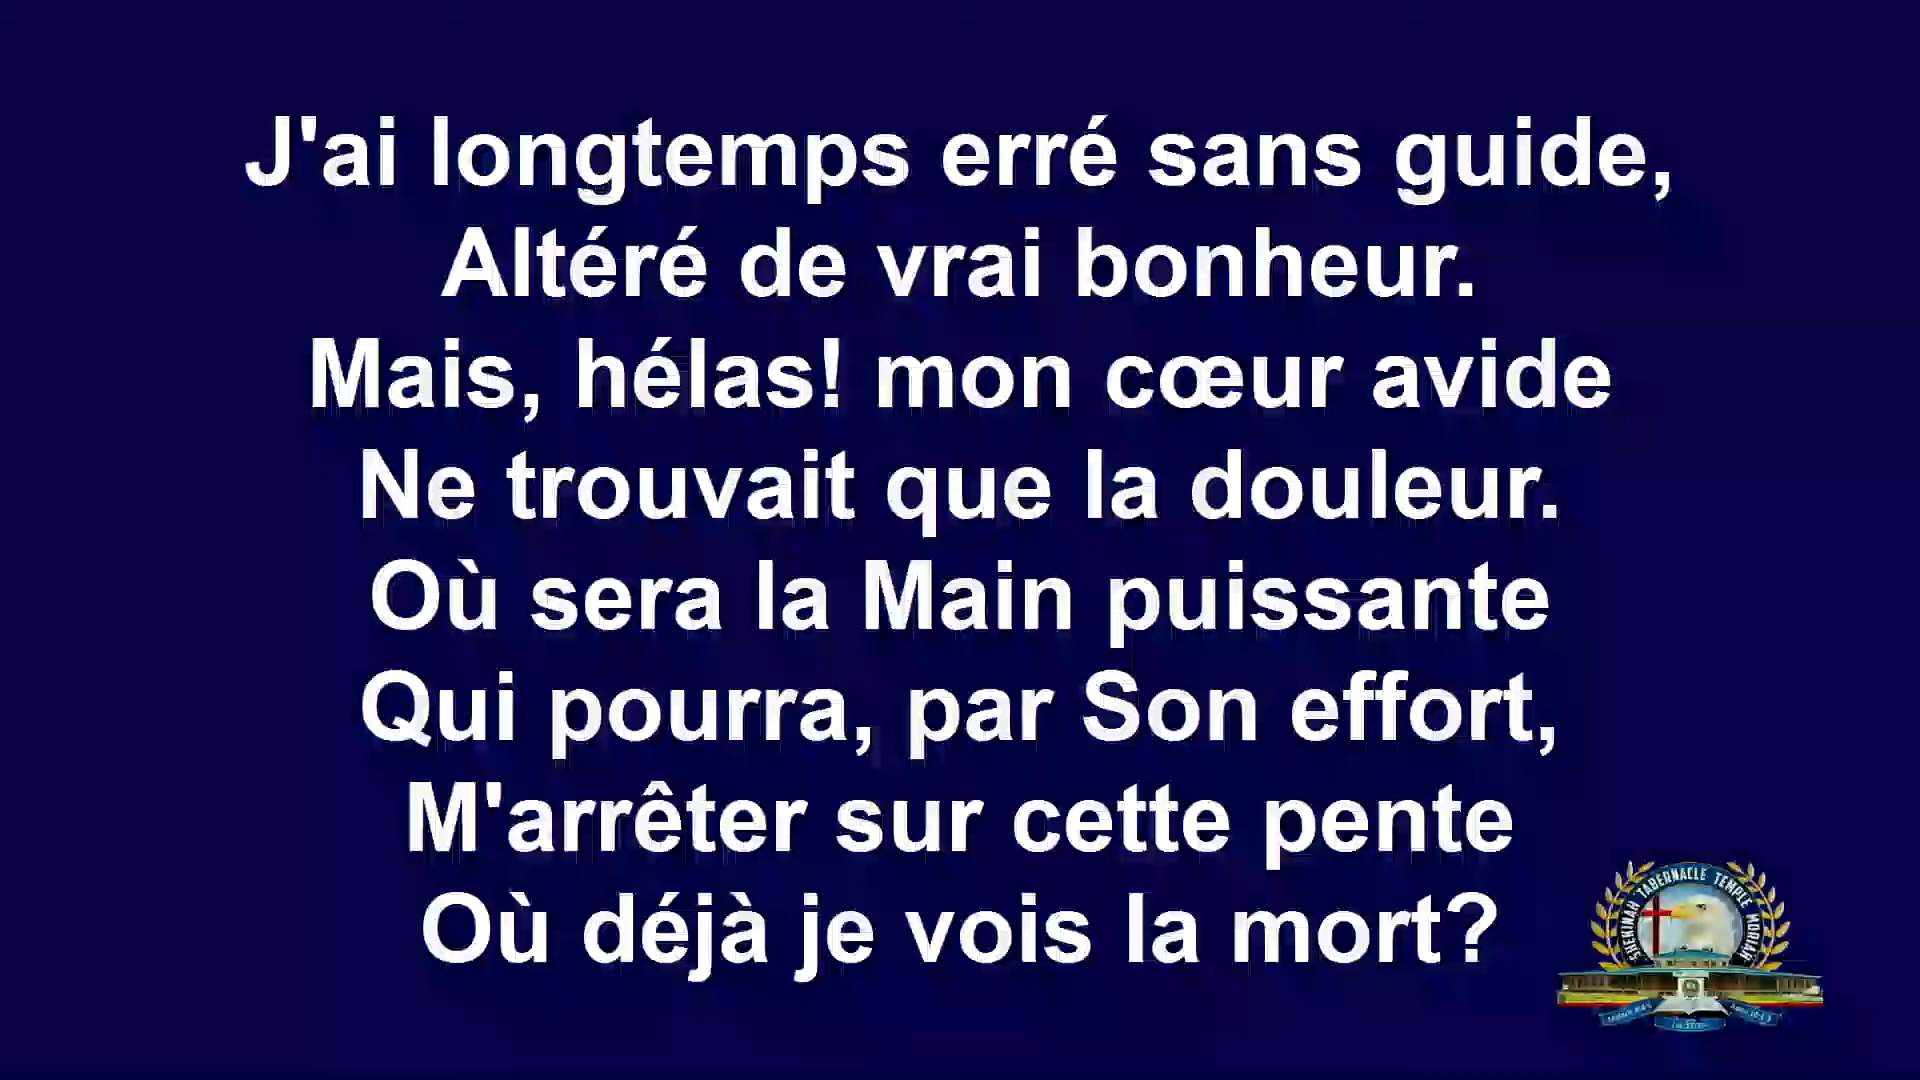 J'ai longtemps erré sans guide,
Altéré de vrai bonheur.
Mais, hélas! mon cœur avide
Ne trouvait que la douleur.
Où sera la Main puissante
Qui pourra, par Son effort,
M'arrêter sur cette pente
Où déjà je vois la mort?
SHEKINAH TABERNACLE TEMPLE MORIAH